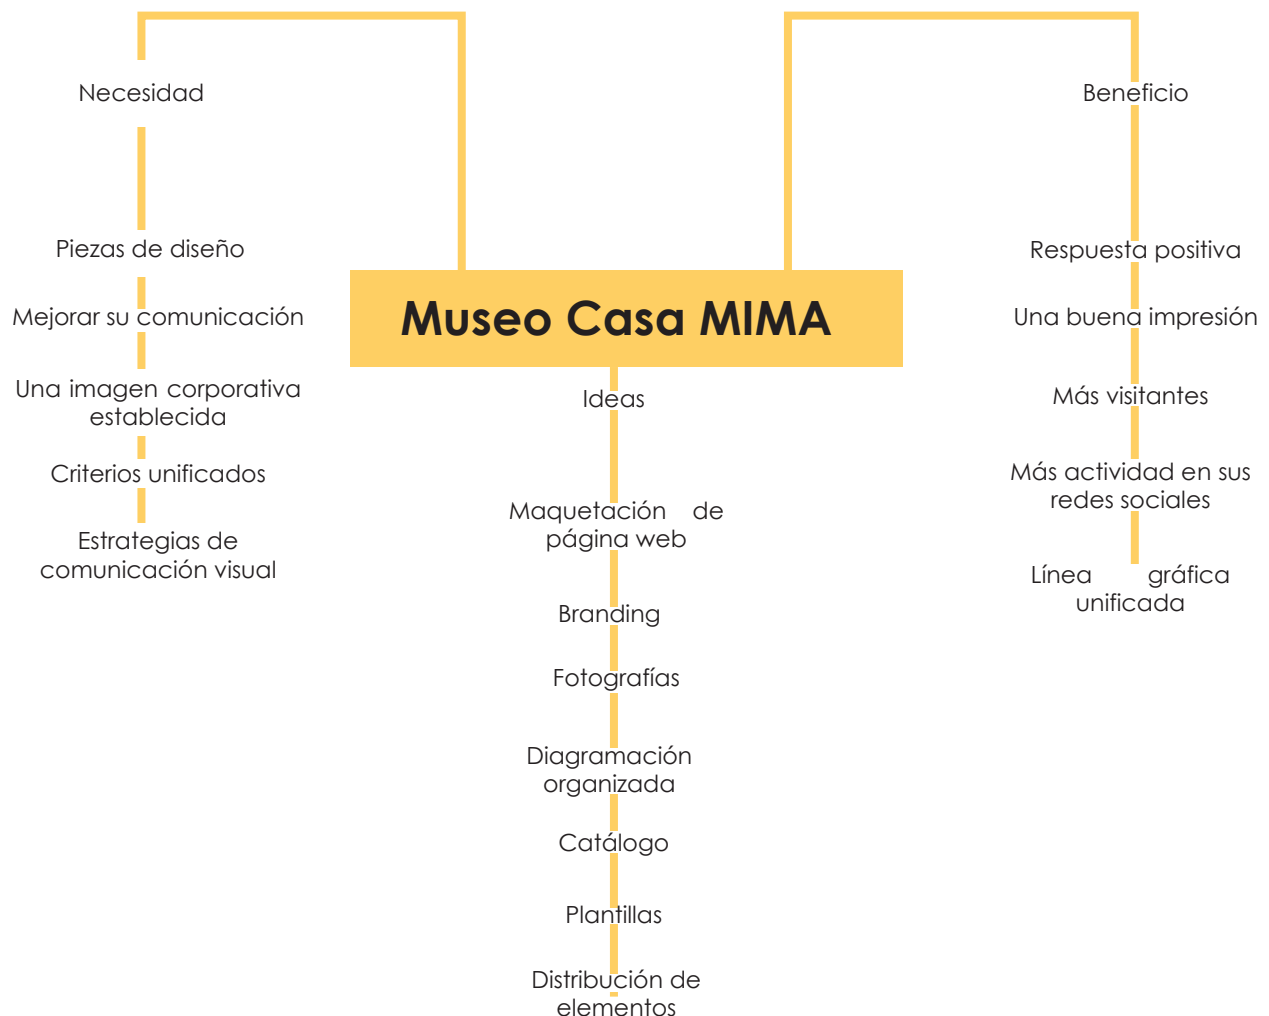 Necesidad
Piezas de diseño
Mejorar su comunicación
Una imagen corporativa
establecida
Criterios unificados
Estrategias de
comunicación visual
Museo Casa MIMA
Ideas
Maquetación de
página web
Branding
Fotografías
Diagramación
organizada
Catálogo
Plantillas
Distribución de
elementos
Beneficio
Respuesta positiva
Una buena impresión
Más visitantes
Más actividad en sus
redes sociales
Línea gráfica
unificada